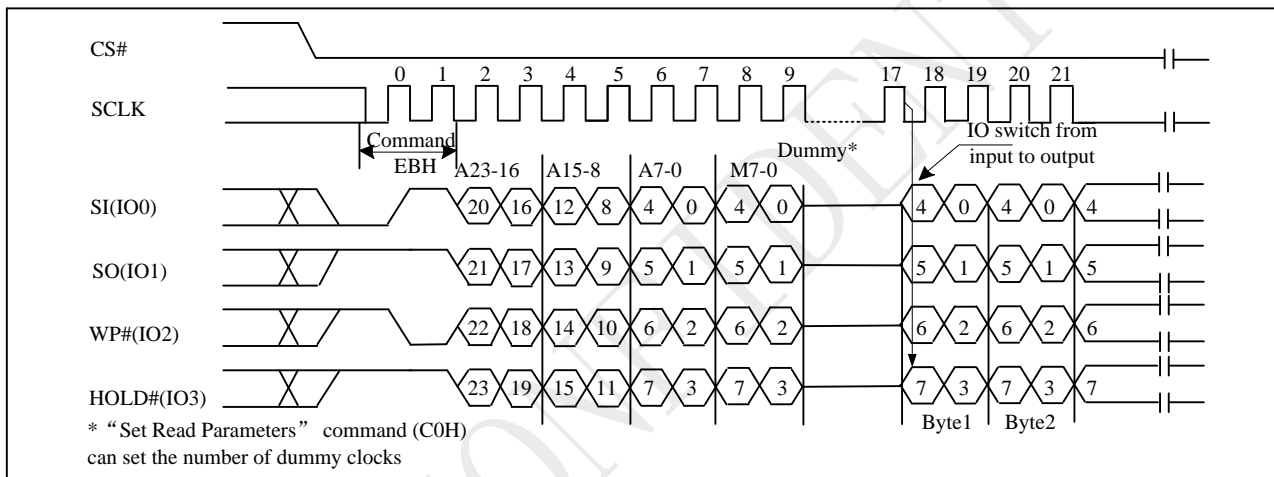 CS#
0 1 2 3 4 5 6 7 8 9 17 18 19 20 21
SCLK
Command
EBH
IO switch from
input to output
Dummy*
A23-16 A15-8 A7-0 M7-0
SI(IO0) 20 16 12 8 4 0 4 0 4 0 4 0 4
SO(IO1) 21 17 13 9 5 1 5 1 5 1 5 1 5
WP#(IO2) 22 18 14 10 6 2 6 2 6 2 6 2 6
HOLD#(IO3) 23 19 15 11 7 3 7 3 7 3 7 3 7
Byte1 Byte2
* “Set Read Parameters” command (C0H)
can set the number of dummy clocks